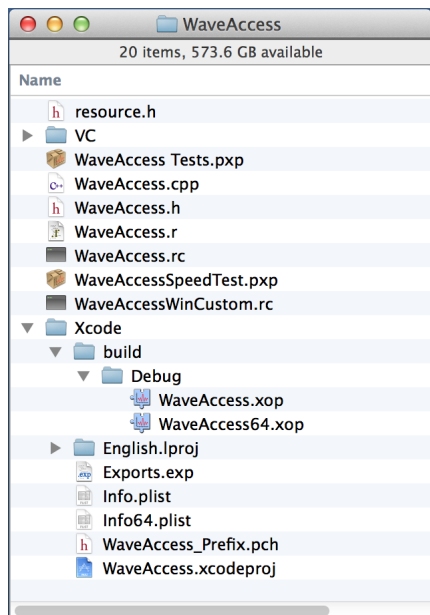 WaveAccess
20 items, 573.6 GB available
Name
h resource.h
VC
WaveAccess Tests.pxp
C++ WaveAccess.cpp
h WaveAccess.h
.r WaveAccess.r
WaveAccess.rc
WaveAccessSpeedTest.pxp
WaveAccessWinCustom.rc
Xcode
build
Debug
WaveAccess.xop
WaveAccess64.xop
English.lproj
.exp Exports.exp
Info.plist
Info64.plist
h WaveAccess_Prefix.pch
WaveAccess.xcodeproj